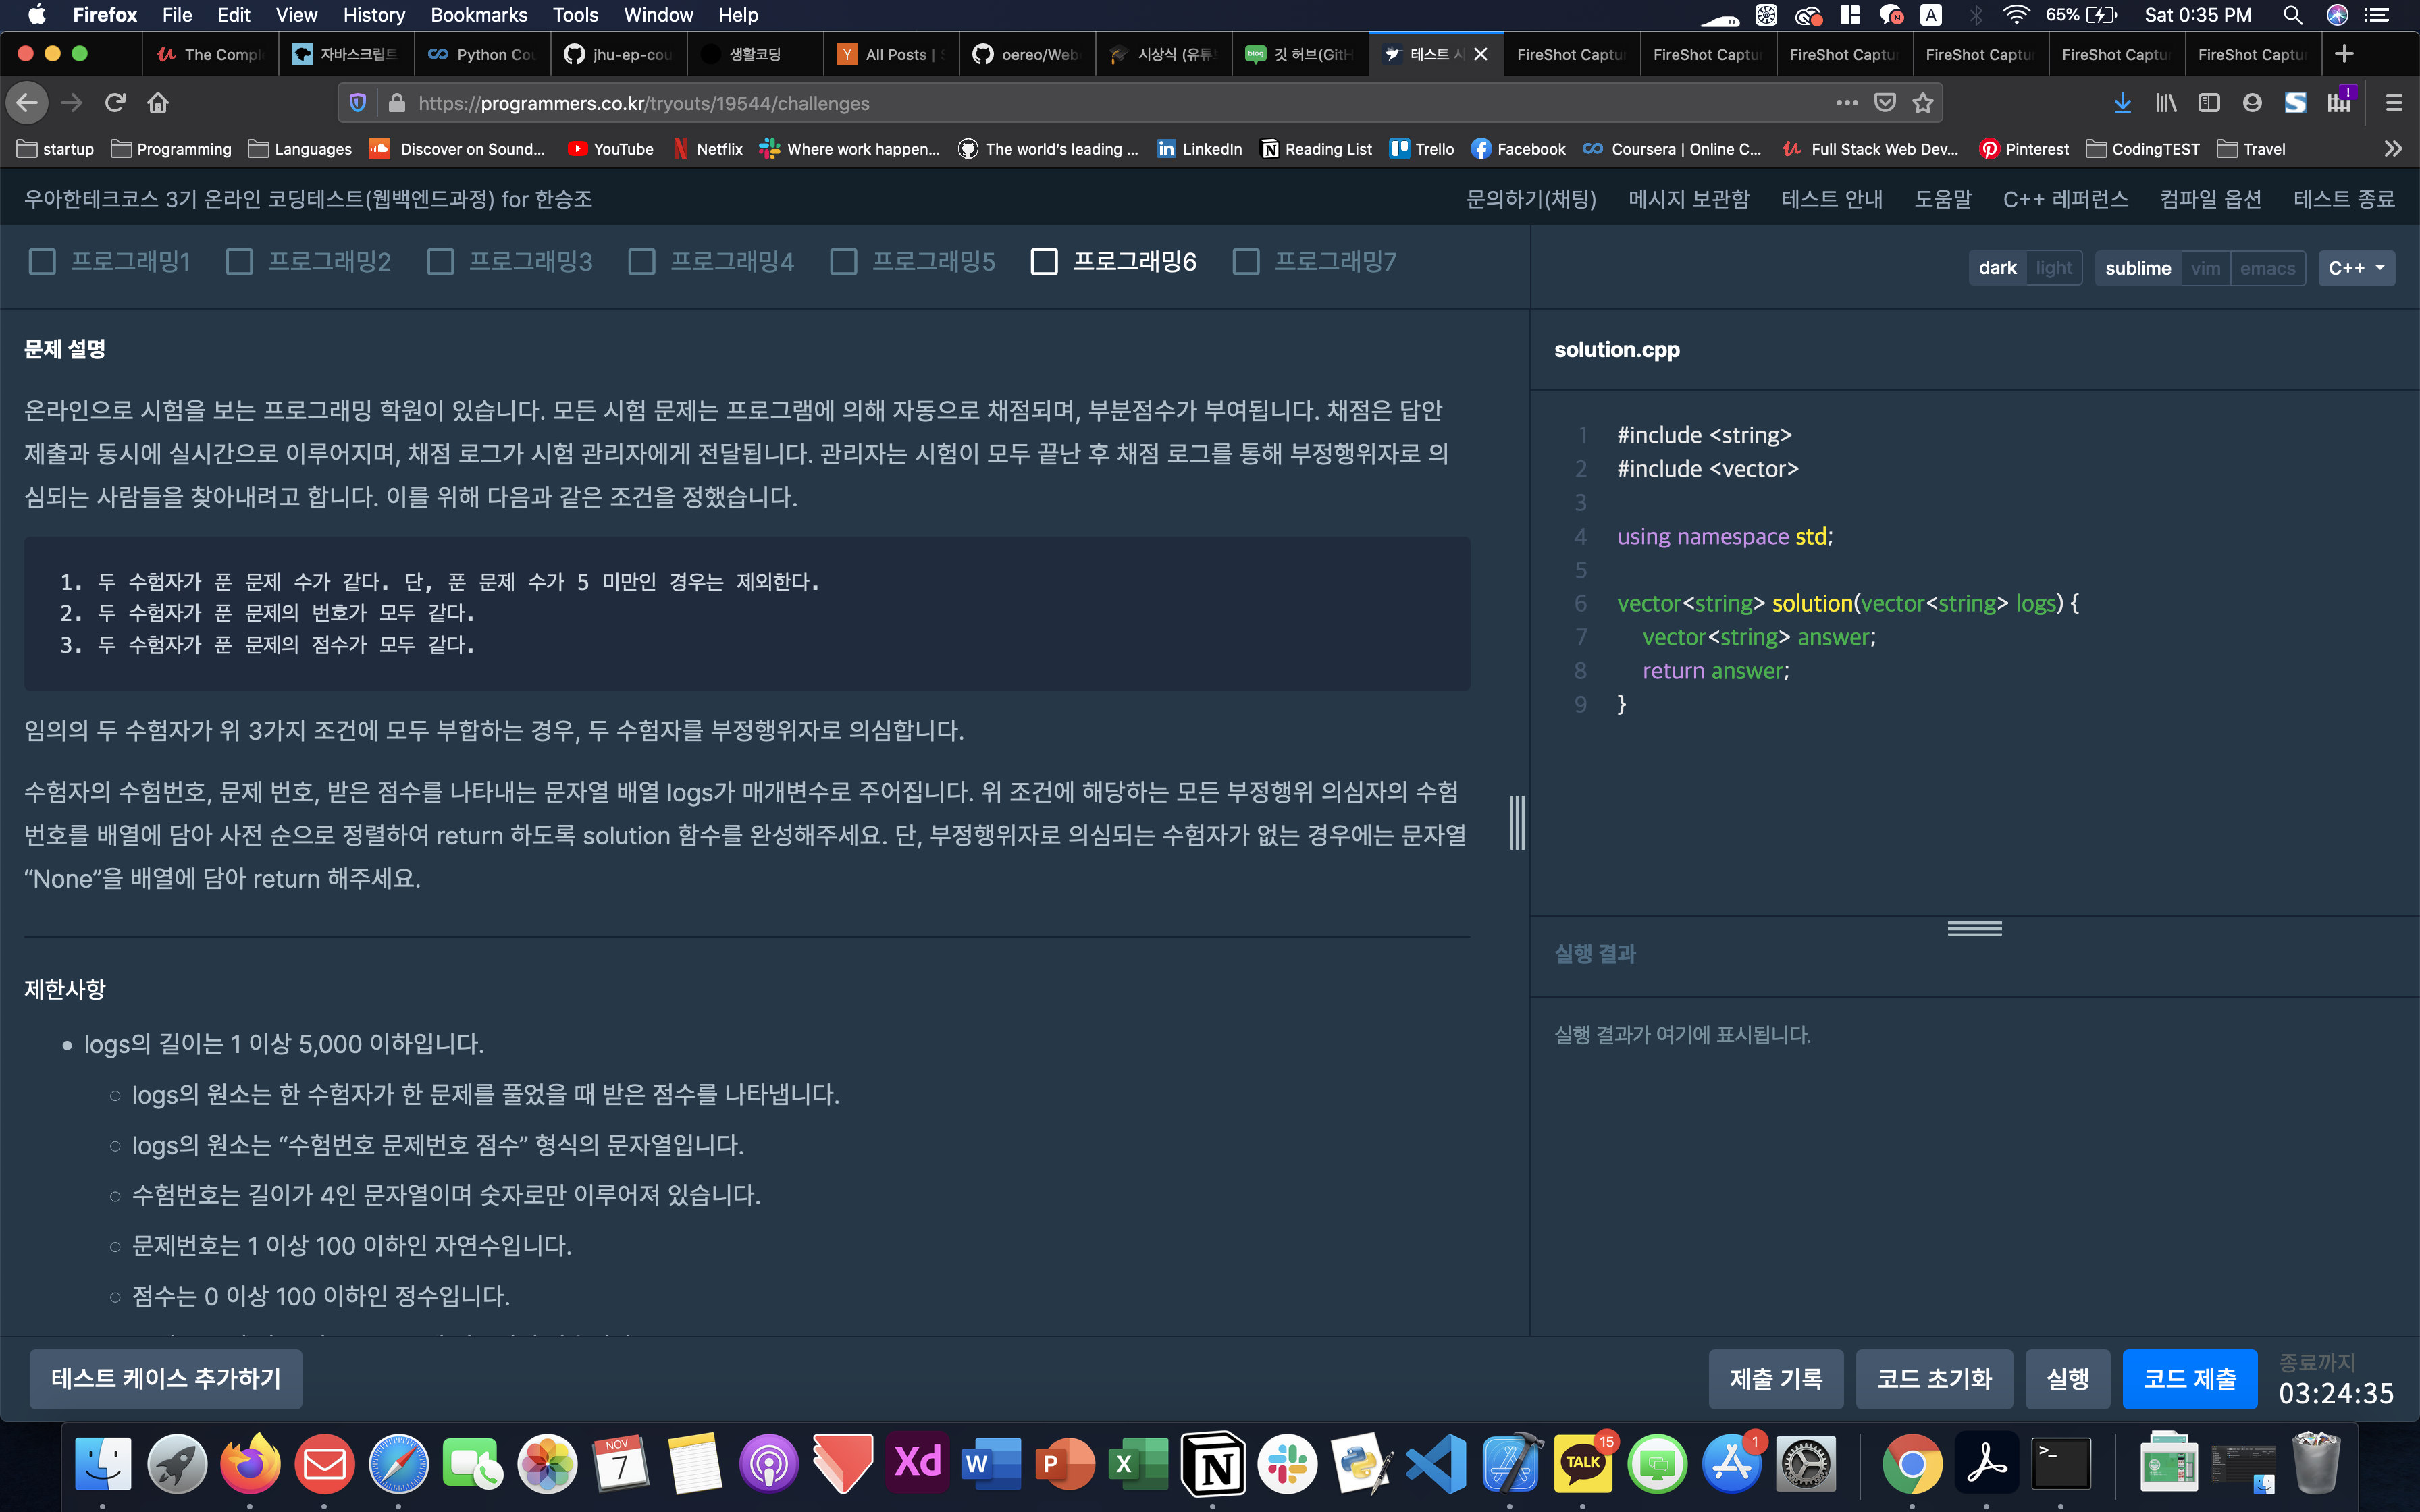 Firefox File Edit View History Bookmarks Tools Window Help
65% Sat 0:35 PM
자바스크립트
Python
jhu-ep-cou
생활코딩
All Posts |
oereo/Web
시상식
테스트
FireShot
FireShot
FireShot
FireShot
FireShot
FireShot
https://programmers.co.kr/tryouts/19544/challenges
startup Programming Languages Discover on Sound... YouTube Netflix Where work happen... The world's leading ... LinkedIn Reading List Trello Facebook Coursera | Online C... Full Stack Web Dev... Pinterest CodingTEST Travel
우아한테크코스 3기 온라인 코딩테스트(웹백엔드과정) for 한승조
문의하기(채팅) 메시지 보관함 테스트 안내 도움말 C++ 레퍼런스 컴파일 옵션 테스트 종료
프로그래밍1 프로그래밍2 프로그래밍3 프로그래밍4 프로그래밍5 프로그래밍6 프로그래밍7
dark light sublime vim emacs C++
문제 설명
온라인으로 시험을 보는 프로그래밍 학원이 있습니다. 모든 시험 문제는 프로그램에 의해 자동으로 채점되며, 부분점수가 부여됩니다. 채점은 답안
제출과 동시에 실시간으로 이루어지며, 채점 로그가 시험 관리자에게 전달됩니다. 관리자는 시험이 모두 끝난 후 채점 로그를 통해 부정행위자로 의
심되는 사람들을 찾아내려고 합니다. 이를 위해 다음과 같은 조건을 정했습니다.
1. 두 수험자가 푼 문제 수가 같다. 단, 푼 문제 수가 5 미만인 경우는 제외한다.
2. 두 수험자가 푼 문제의 번호가 모두 같다.
3. 두 수험자가 푼 문제의 점수가 모두 같다.
임의의 두 수험자가 위 3가지 조건에 모두 부합하는 경우, 두 수험자를 부정행위자로 의심합니다.
수험자의 수험번호, 문제 번호, 받은 점수를 나타내는 문자열 배열 logs가 매개변수로 주어집니다. 위 조건에 해당하는 모든 부정행위 의심자의 수험
번호를 배열에 담아 사전 순으로 정렬하여 return 하도록 solution 함수를 완성해주세요. 단, 부정행위자로 의심되는 수험자가 없는 경우에는 문자열
“None”을 배열에 담아 return 해주세요.
제한사항
logs의 길이는 1 이상 5,000 이하입니다.
logs의 원소는 한 수험자가 한 문제를 풀었을 때 받은 점수를 나타냅니다.
logs의 원소는 “수험번호 문제번호 점수” 형식의 문자열입니다.
수험번호는 길이가 4인 문자열이며 숫자로만 이루어져 있습니다.
문제번호는 1 이상 100 이하인 자연수입니다.
점수는 0 이상 100 이하인 정수입니다.
solution.cpp
1 #include <string>
2 #include <vector>
3
4 using namespace std;
5
6 vector<string> solution(vector<string> logs) {
7 vector<string> answer;
8 return answer;
9 }
실행 결과
실행 결과가 여기에 표시됩니다.
테스트 케이스 추가하기
제출 기록 코드 초기화 실행 코드 제출
종료까지
03:24:35
NOV
7
Xd
W
P
X
N
TALK
15
1